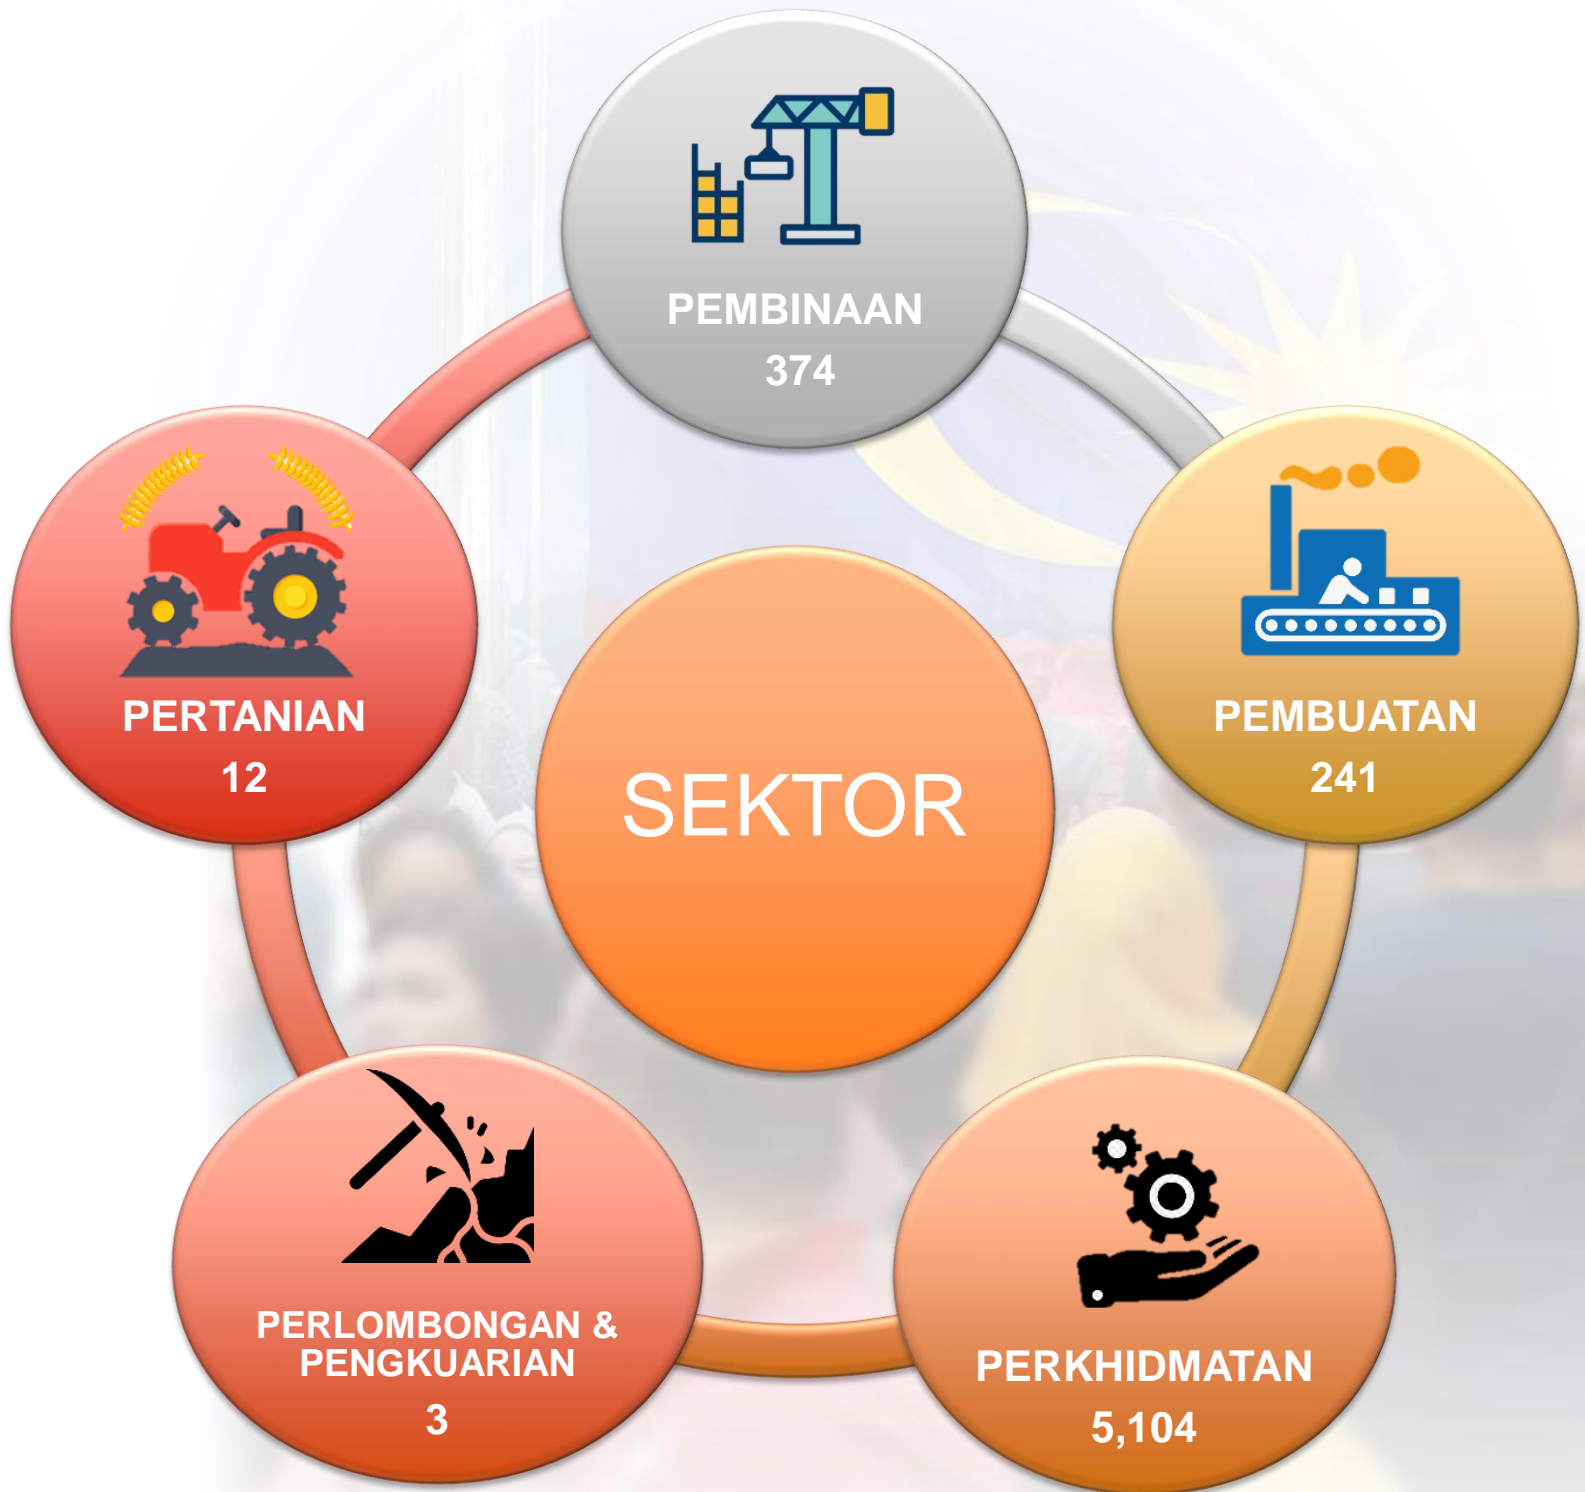 PEMBINAAN
374
PERTANIAN
12
PEMBUATAN
241
SEKTOR
PERLOMBONGAN &
PENGKUARIAN
3
PERKHIDMATAN
5,104